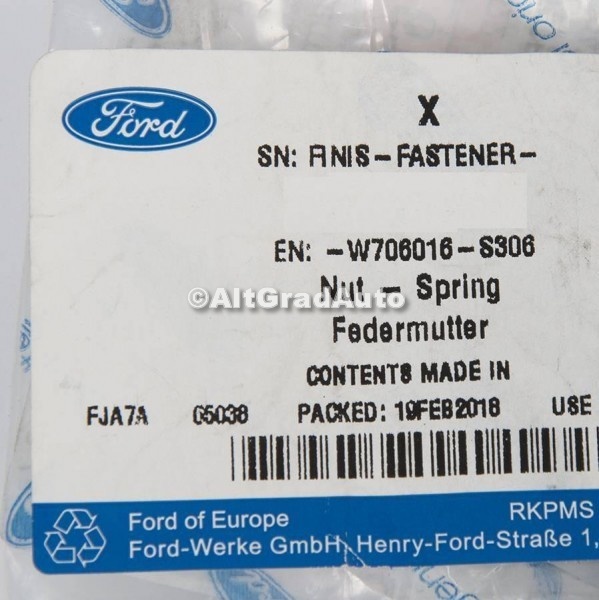 Ford
X
SN: FINIS-FASTENER-
EN: -W706016-S306
Nut - Spring
©AltGradAuto
Federmutter
CONTENTS MADE IN
FJA7A G5038 PACKED: 19FEB2018 USE
Ford of Europe RKPMS
Ford-Werke GmbH, Henry-Ford-Straße 1,